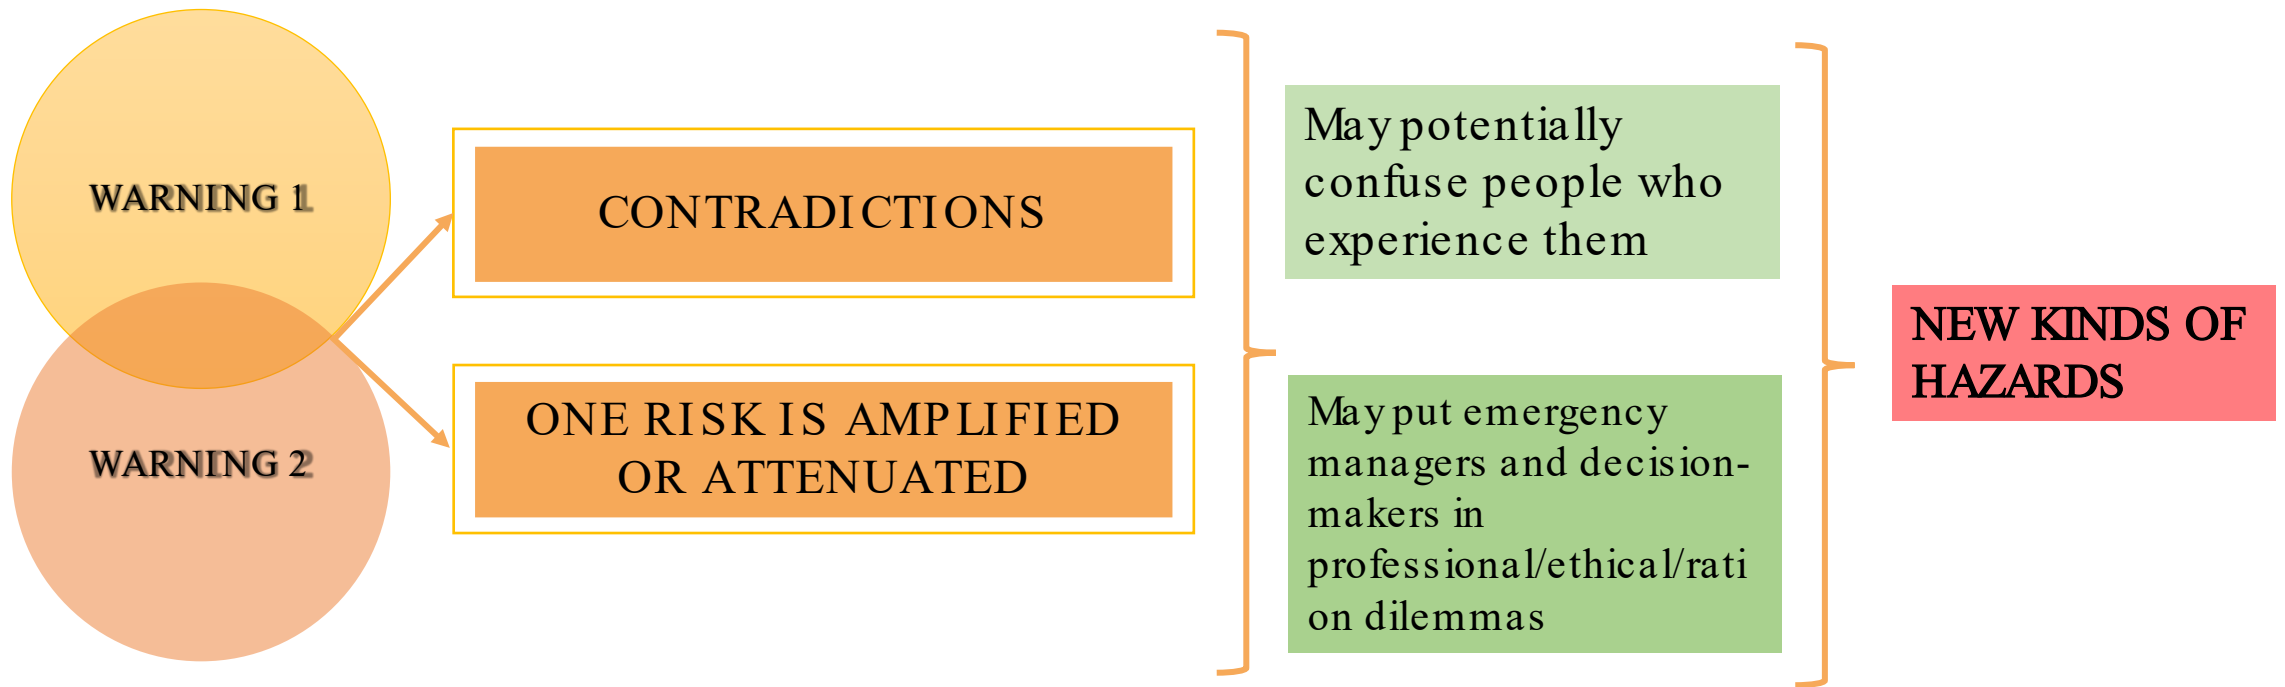 WARNING 1
WARNING 2
CONTRADICTIONS
ONE RISK IS AMPLIFIED
OR ATTENUATED
May potentially
confuse people who
experience them
May put emergency
managers and decision-
makers in
professional/ethical/rati
on dilemmas
NEW KINDS OF
HAZARDS